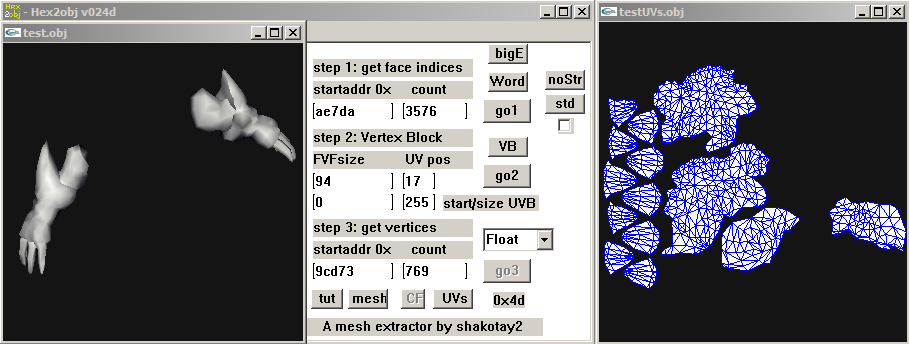 Hex
2obj
- Hex2obj v024d
test.obj
testUVs.obj
step 1: get face indices
startaddr 0x count
[ae7da ] [3576 ]
step 2: Vertex Block
FVFsize UV pos
[94 ] [17 ]
[0 ] [255 ] start/size UVB
step 3: get vertices
startaddr 0x count
[9cd73 ] [769 ]
tut mesh CF UVs
A mesh extractor by shakotay2
bigE
Word
go1
VB
go2
Float
go3
0x4d
noStr
std